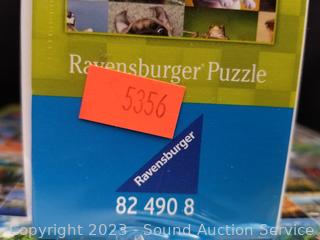 Ravensburger® Puzzle
5356
Ravensburger
82 490 8
Copyright 2023 - Sound Auction Service